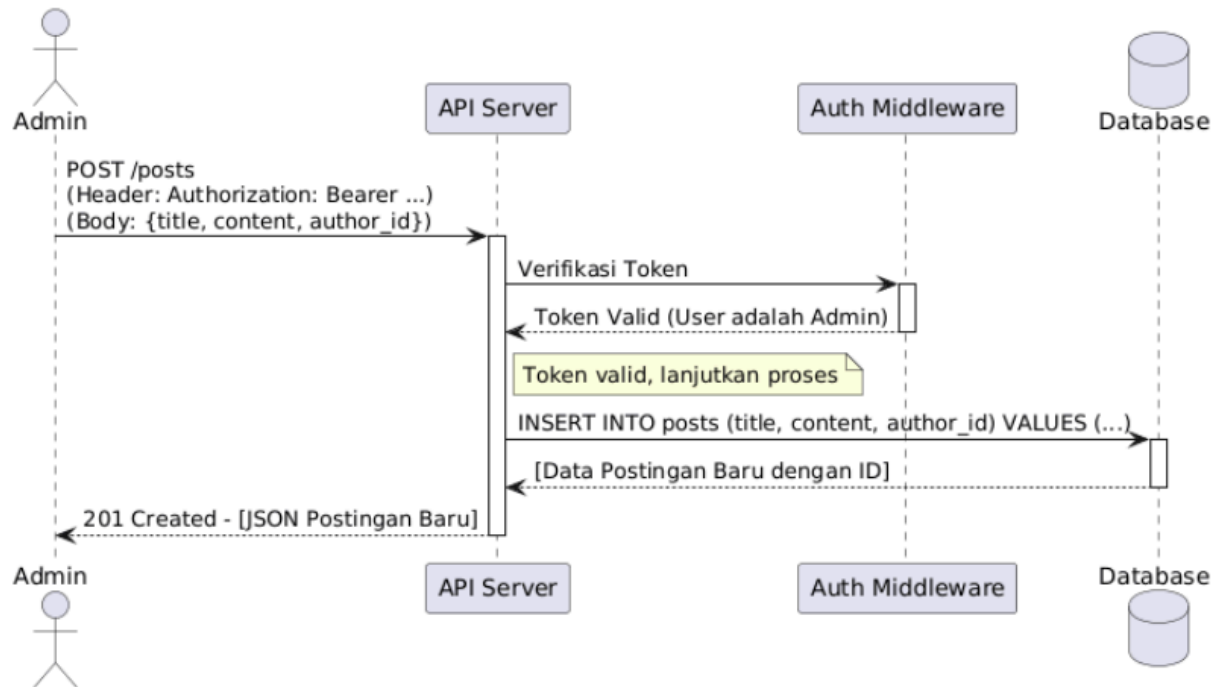 Admin
API Server
Auth Middleware
Database
POST /posts
(Header: Authorization: Bearer ...)
(Body: {title, content, author_id})
Verifikasi Token
Token Valid (User adalah Admin)
Token valid, lanjutkan proses
INSERT INTO posts (title, content, author_id) VALUES (...)
[Data Postingan Baru dengan ID]
201 Created - [JSON Postingan Baru]
Admin
API Server
Auth Middleware
Database